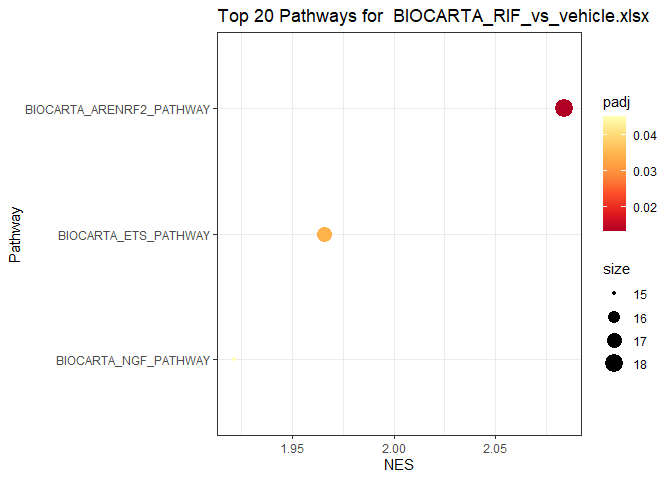 Top 20 Pathways for  BIOCARTA_RIF_vs_vehicle.xlsx
BIOCARTA_ARENRF2_PATHWAY
BIOCARTA_ETS_PATHWAY
BIOCARTA_NGF_PATHWAY
Pathway
1.95
2.00
2.05
NES
padj
0.04
0.03
0.02
size
15
16
17
18